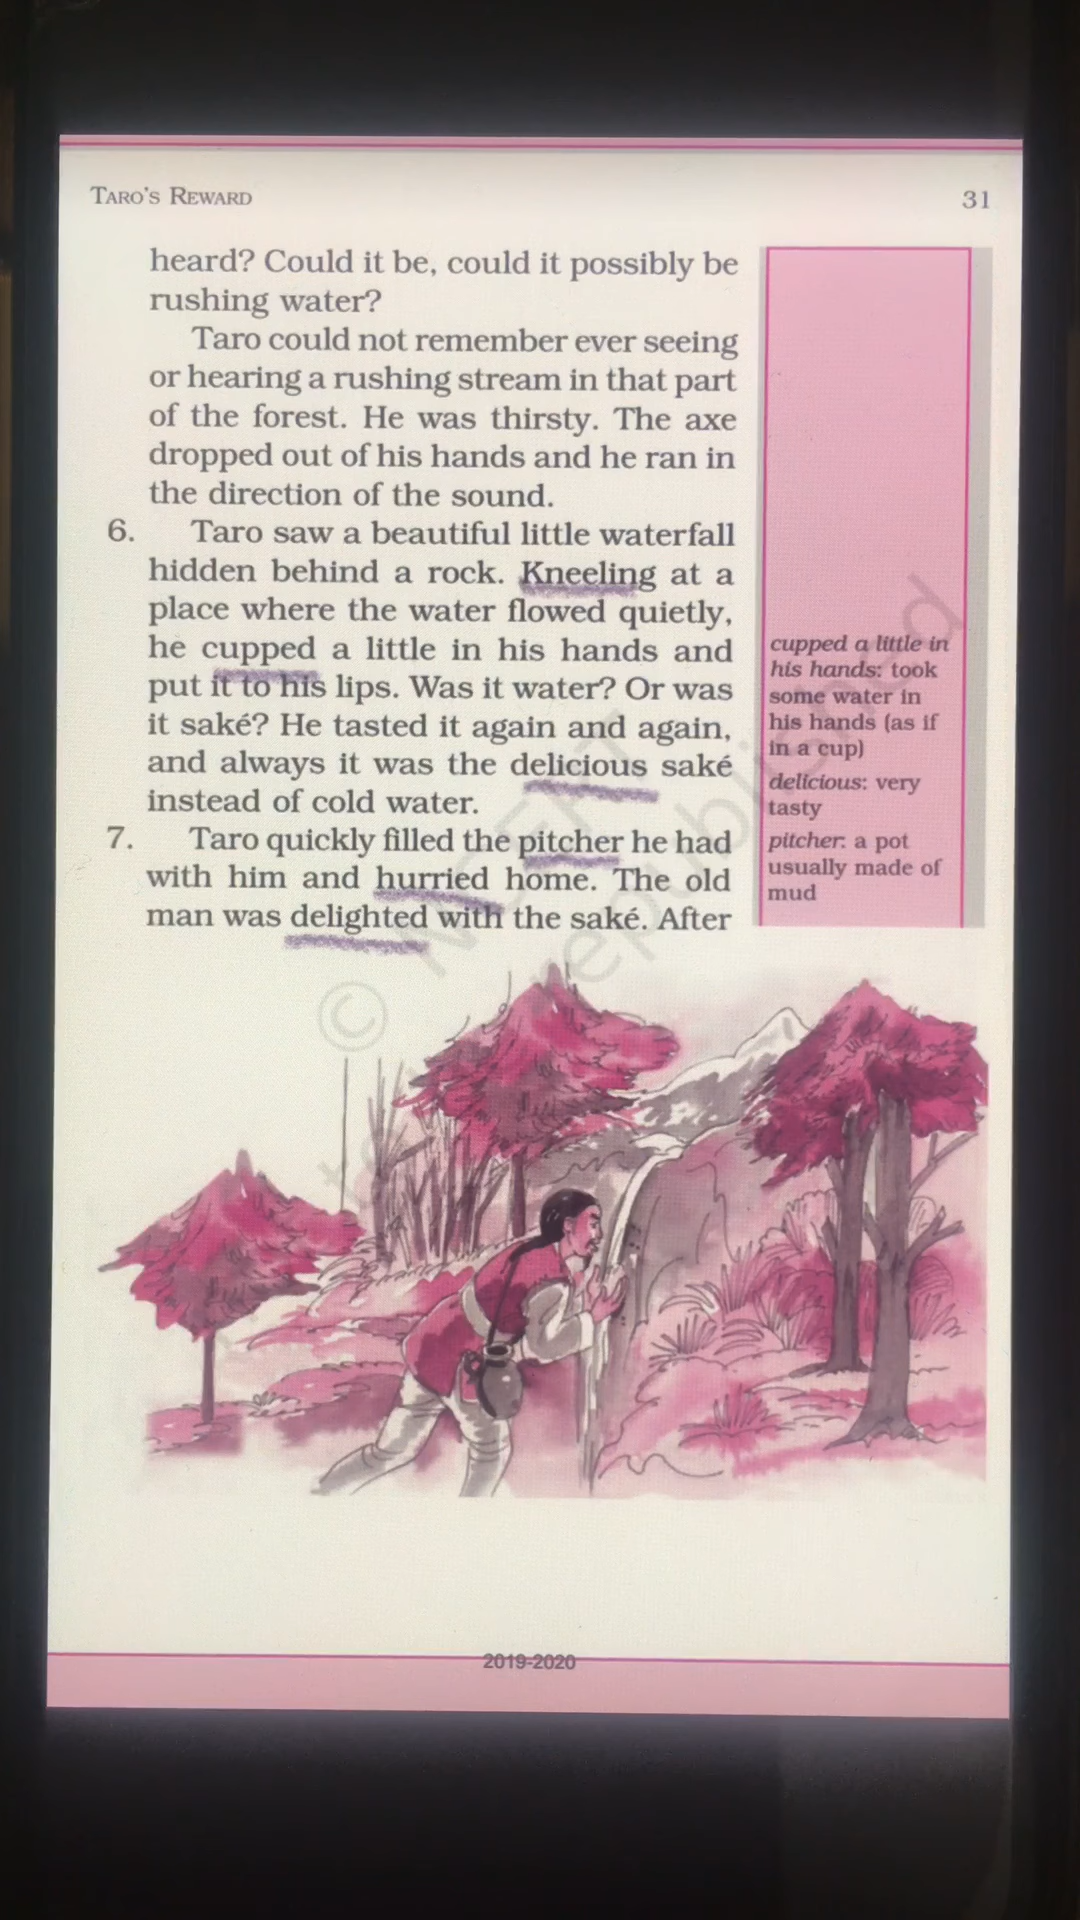 TARO'S REWARD
31
heard? Could it be, could it possibly be
rushing water?
Taro could not remember ever seeing
or hearing a rushing stream in that part
of the forest. He was thirsty. The axe
dropped out of his hands and he ran in
the direction of the sound.
6. Taro saw a beautiful little waterfall
hidden behind a rock. Kneeling at a
place where the water flowed quietly,
he cupped a little in his hands and
put it to his lips. Was it water? Or was
it saké? He tasted it again and again,
and always it was the delicious saké
instead of cold water.
7. Taro quickly filled the pitcher he had
with him and hurried home. The old
man was delighted with the saké. After
cupped a little in
his hands: took
some water in
his hands (as if
in a cup)
delicious: very
tasty
pitcher: a pot
usually made of
mud
© NCERT
republished
2019-2020